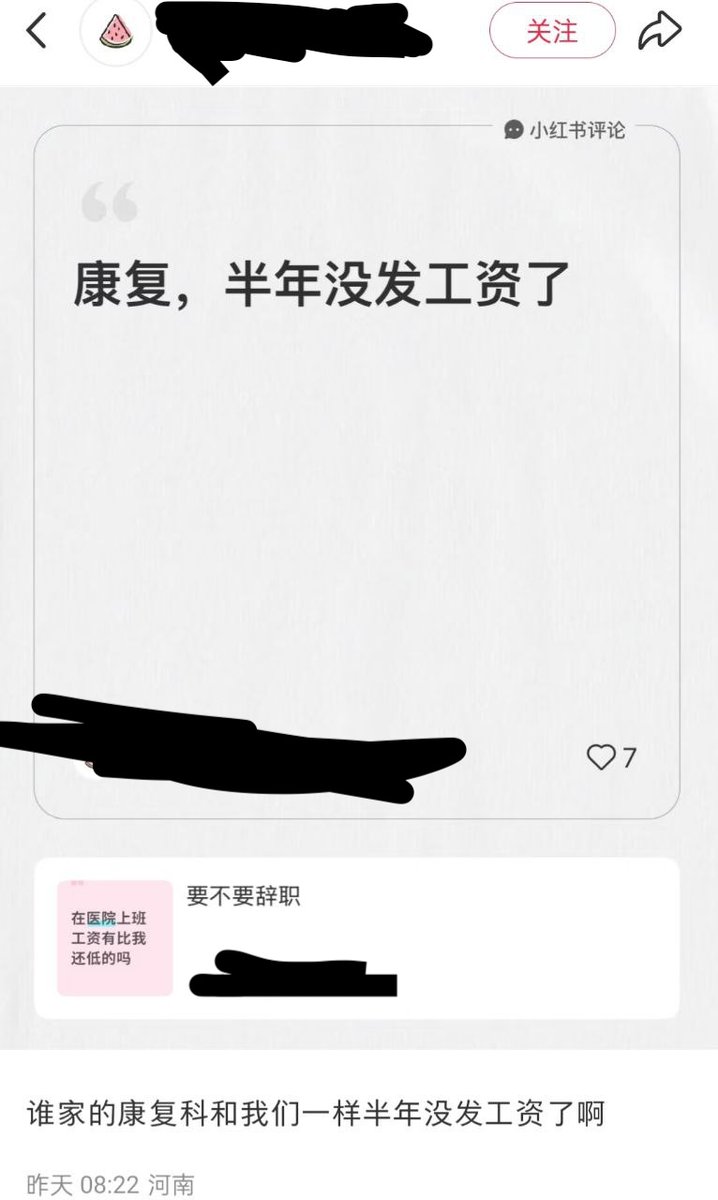 关注
小红书评论
康复，半年没发工资了
7
要不要辞职
在医院上班
工资有比我
还低的吗
谁家的康复科和我们一样半年没发工资了啊
昨天 08:22 河南